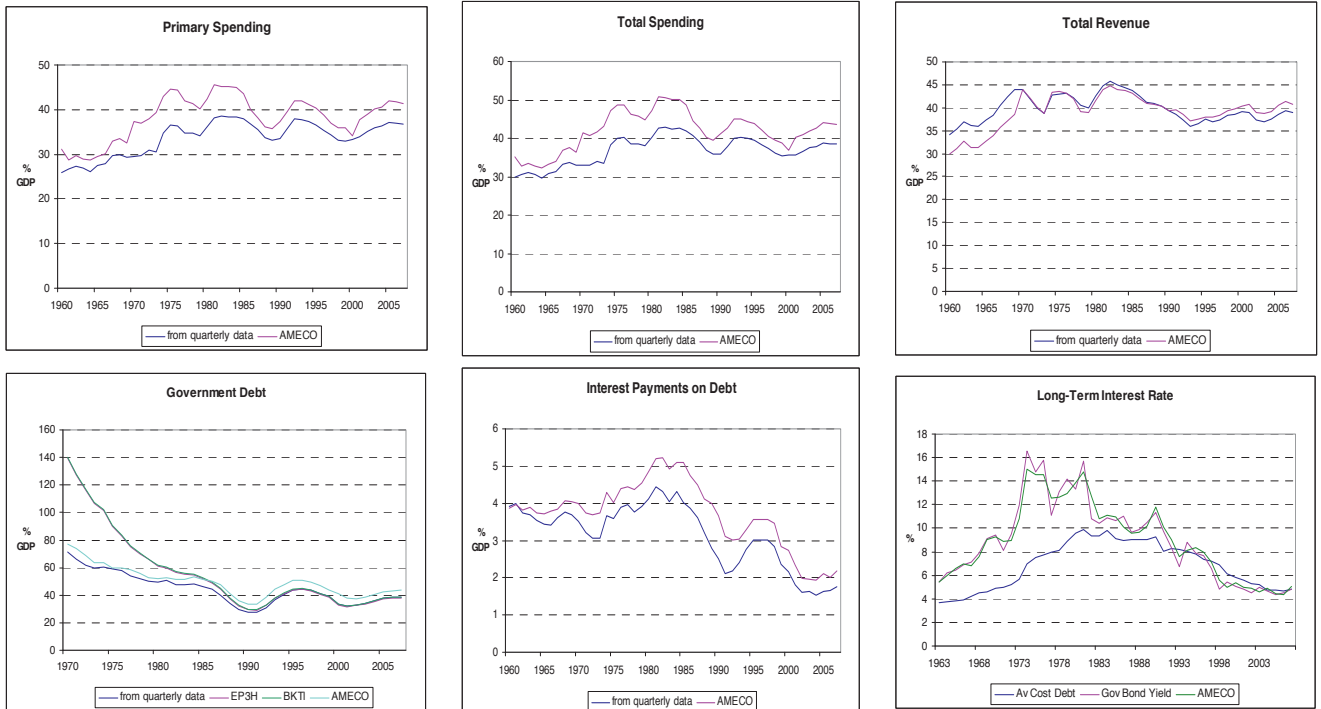 Primary Spending
50
40
30
%
GDP
20
10
0
1960 1965 1970 1975 1980 1985 1990 1995 2000 2005
from quarterly data AMECO
Total Spending
60
50
40
%
GDP
30
20
10
0
1960 1965 1970 1975 1980 1985 1990 1995 2000 2005
from quarterly data AMECO
Total Revenue
50
45
40
35
30
%
GDP
25
20
15
10
5
0
1960 1965 1970 1975 1980 1985 1990 1995 2000 2005
from quarterly data AMECO
Government Debt
160
140
120
100
%
GDP
80
60
40
20
0
1970 1975 1980 1985 1990 1995 2000 2005
from quarterly data EP3H BKTI AMECO
Interest Payments on Debt
6
5
4
%
GDP
3
2
1
0
1960 1965 1970 1975 1980 1985 1990 1995 2000 2005
from quarterly data AMECO
Long-Term Interest Rate
18
16
14
12
10
%
8
6
4
2
0
1963 1968 1973 1978 1983 1988 1993 1998 2003
Av Cost Debt Gov Bond Yield AMECO